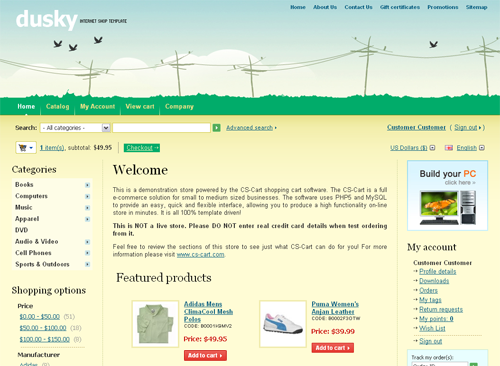 Home About Us Contact Us Gift certificates Promotions Sitemap
dusky INTERNET SHOP TEMPLATE
Home Catalog My Account View cart Company
Search: - All categories - Advanced search Customer Customer ( Sign out )
1 item(s), subtotal: $49.95 Checkout US Dollars ($) English
Categories
Books
Computers
Music
Apparel
DVD
Audio & Video
Cell Phones
Sports & Outdoors
Shopping options
Price
$0.00 - $50.00 (51)
$50.00 - $100.00 (18)
$100.00 - $150.00 (8)
Manufacturer
Adidas
Welcome
This is a demonstration store powered by the CS-Cart shopping cart software. The CS-Cart is a full
e-commerce solution for small to medium sized businesses. The software uses PHP5 and MySQL
to provide an easy, quick and flexible interface, allowing you to produce a high functionality on-line
store in minutes. It is all 100% template driven!
This is NOT a live store. Please DO NOT enter real credit card details when test ordering
from it.
Feel free to review the sections of this store to see just what CS-Cart can do for you! For more
information please visit www.cs-cart.com.
Featured products
Adidas Mens
ClimaCool Mesh
Polos
CODE: B0001HGMV2
Price: $49.95
Add to cart
Puma Women's
Anjan Leather
CODE: B0002F3QTW
Price: $39.99
Add to cart
Build your PC
click here
My account
Customer Customer
Profile details
Downloads
Orders
My tags
Return requests
My points: 0
Wish List
Sign out
Track my order(s):